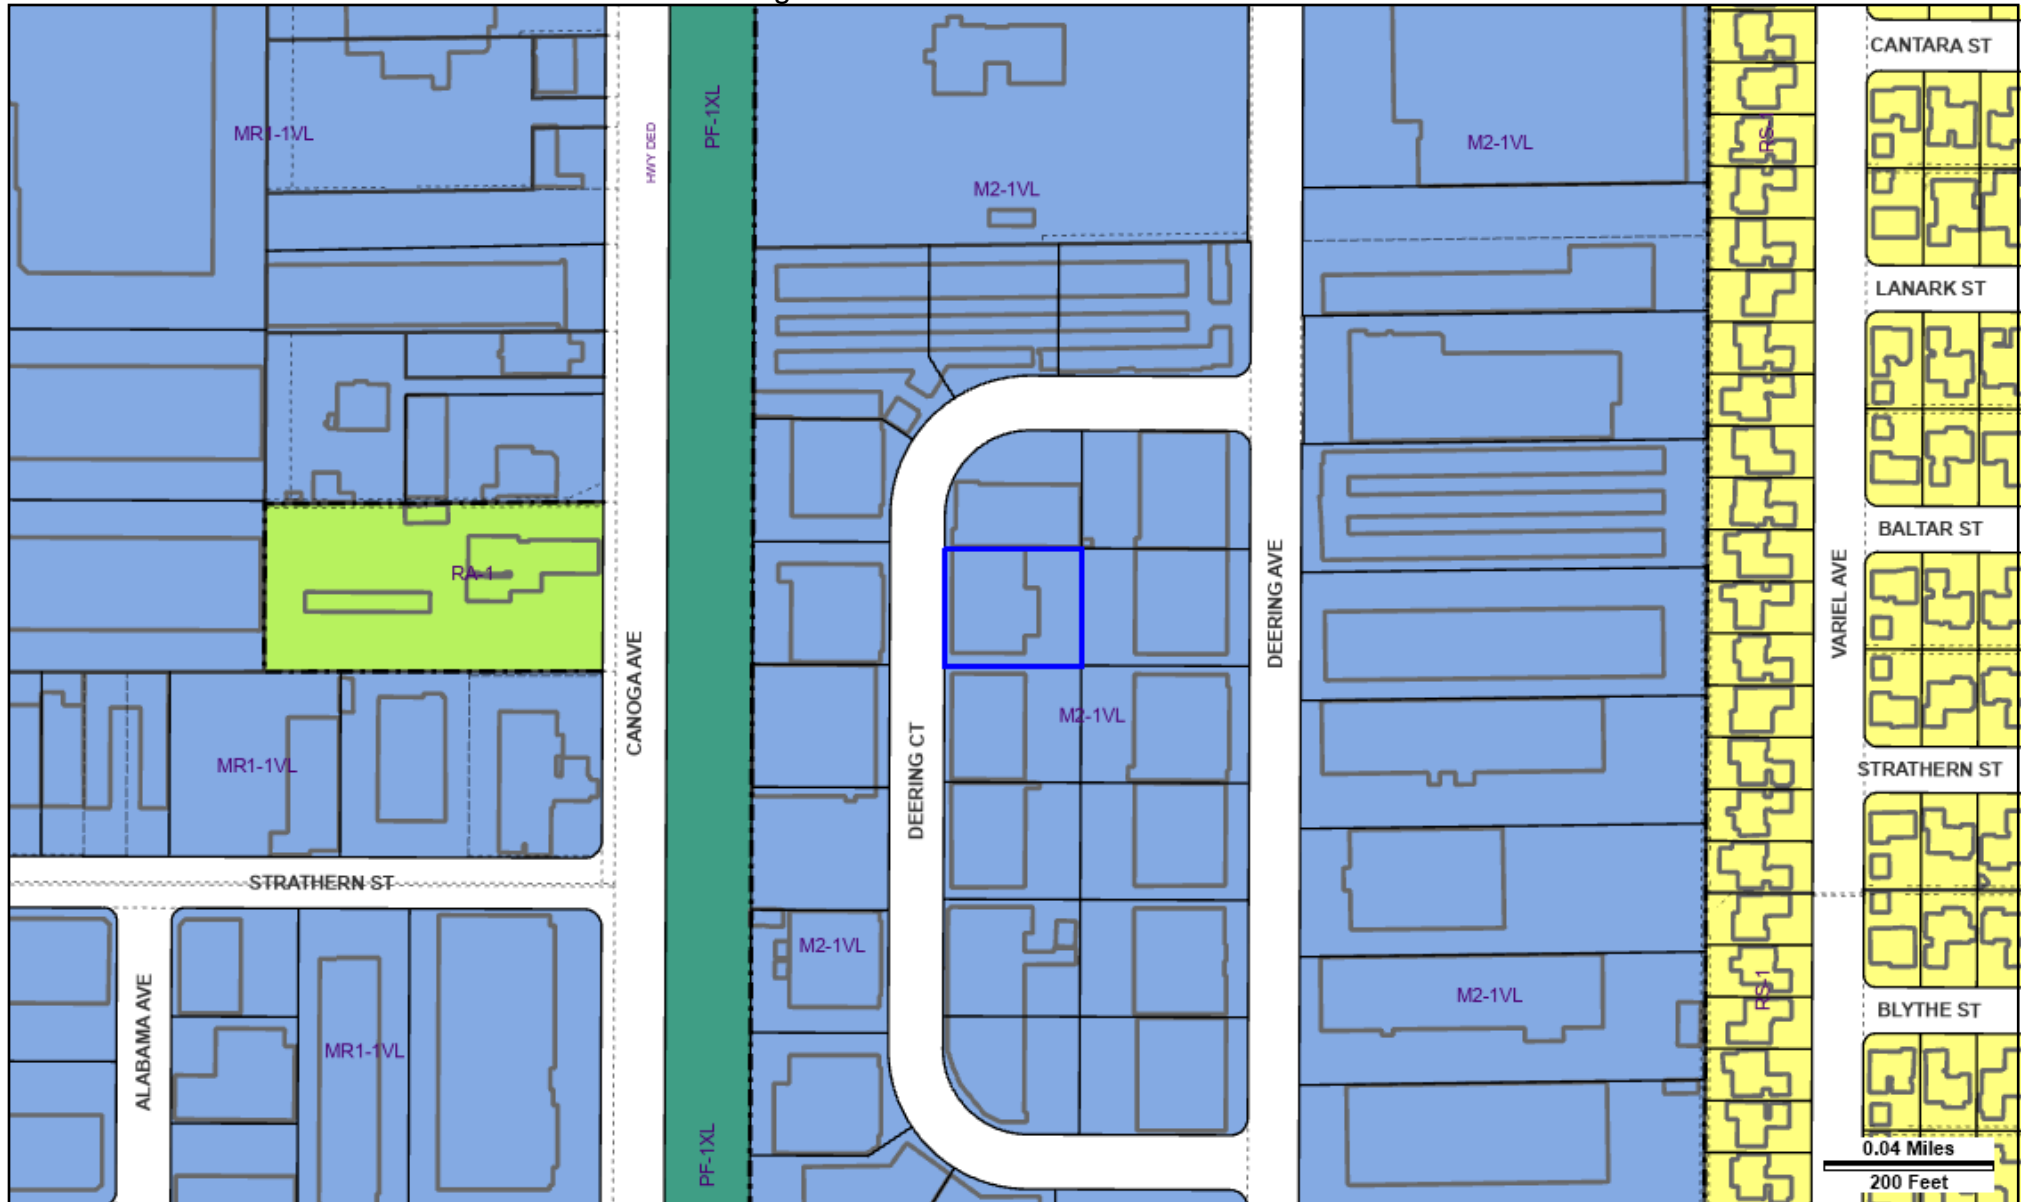 g
CANTARA ST
PF-1XL
MR1-1VL
HWY DED
M2-1VL
M2-1VL
RS-1
LANARK ST
BALTAR ST
RA-1
DEERING AVE
VARIEL AVE
CANOGA AVE
M2-1VL
DEERING CT
MR1-1VL
STRATHERN ST
STRATHERN ST
M2-1VL
M2-1VL
RS-1
BLYTHE ST
ALABAMA AVE
MR1-1VL
PF-1XL
0.04 Miles
200 Feet